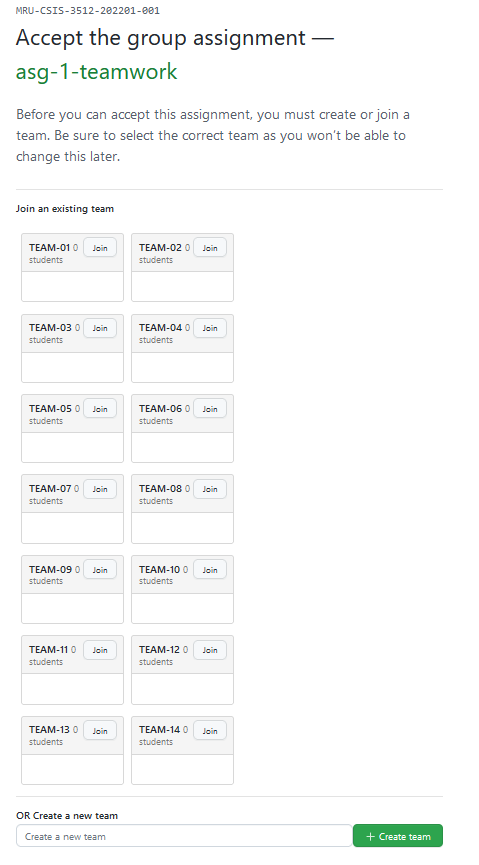 MRU-CSIS-3512-202201-001
Accept the group assignment —
asg-1-teamwork
Before you can accept this assignment, you must create or join a
team. Be sure to select the correct team as you won't be able to
change this later.
Join an existing team
TEAM-01 0 students Join
TEAM-02 0 students Join
TEAM-03 0 students Join
TEAM-04 0 students Join
TEAM-05 0 students Join
TEAM-06 0 students Join
TEAM-07 0 students Join
TEAM-08 0 students Join
TEAM-09 0 students Join
TEAM-10 0 students Join
TEAM-11 0 students Join
TEAM-12 0 students Join
TEAM-13 0 students Join
TEAM-14 0 students Join
OR Create a new team
Create a new team
+ Create team